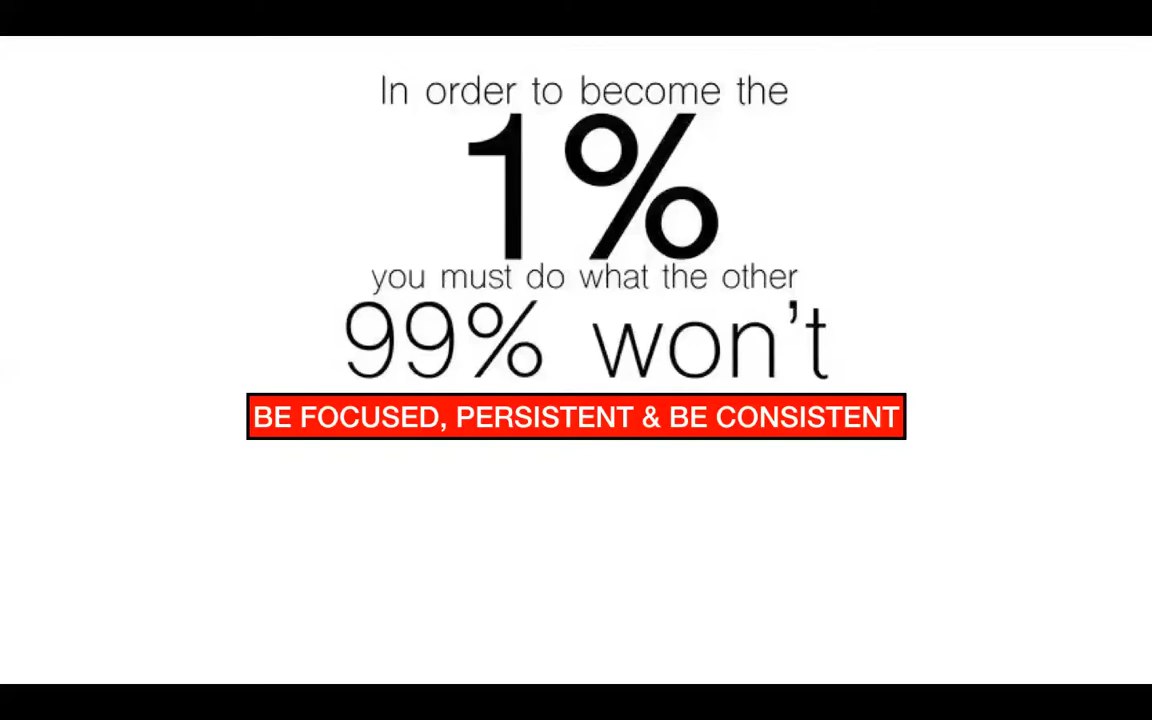 In order to become the
1%
you must do what the other
99% won't
BE FOCUSED, PERSISTENT & BE CONSISTENT